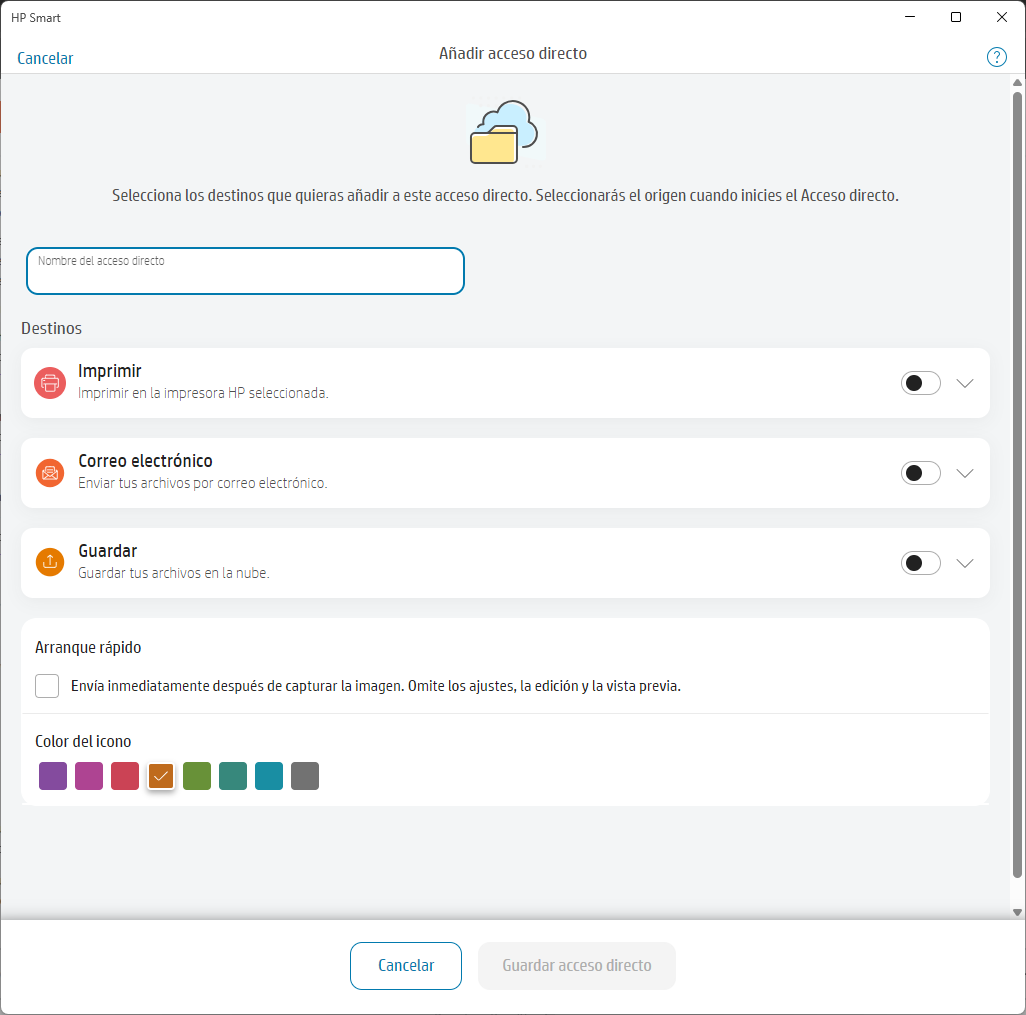 HP Smart
Cancelar
Añadir acceso directo
?
Selecciona los destinos que quieras añadir a este acceso directo. Seleccionarás el origen cuando inicies el Acceso directo.
Nombre del acceso directo
Destinos
Imprimir
Imprimir en la impresora HP seleccionada.
Correo electrónico
Enviar tus archivos por correo electrónico.
Guardar
Guardar tus archivos en la nube.
Arranque rápido
Envía inmediatamente después de capturar la imagen. Omite los ajustes, la edición y la vista previa.
Color del icono
Cancelar
Guardar acceso directo